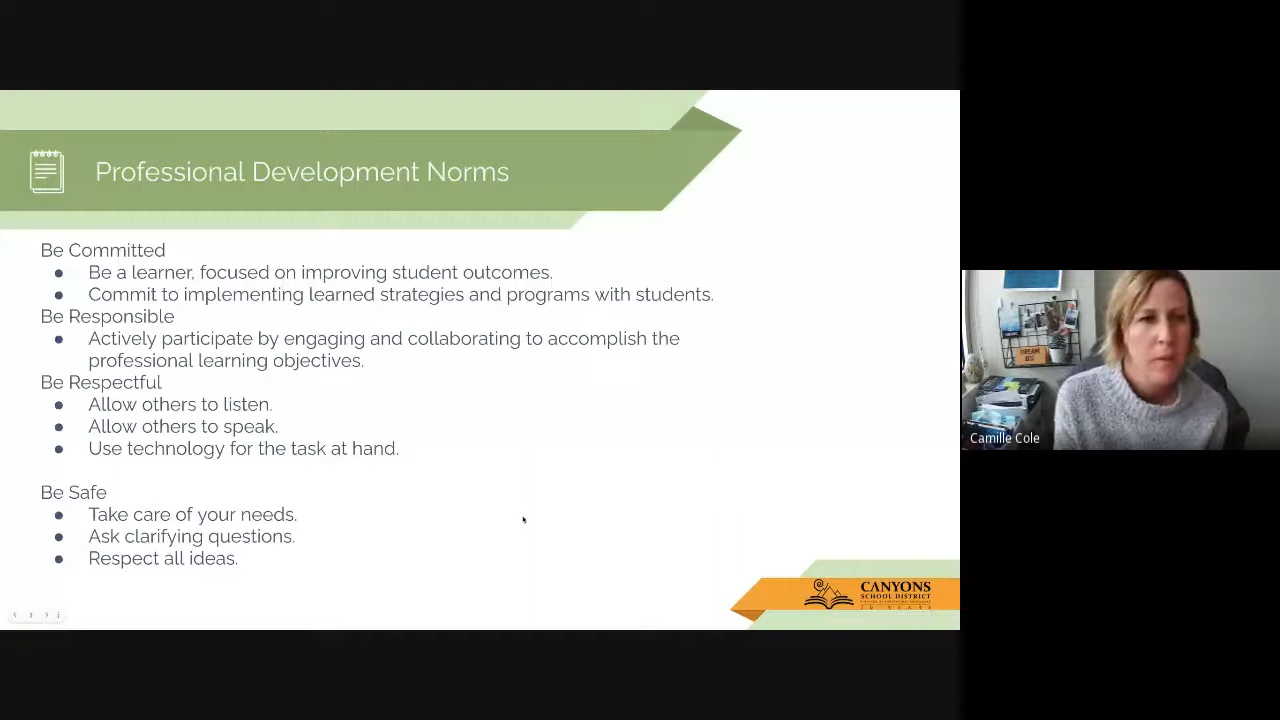 Professional Development Norms
Be Committed
● Be a learner, focused on improving student outcomes.
● Commit to implementing learned strategies and programs with students.
Be Responsible
● Actively participate by engaging and collaborating to accomplish the
professional learning objectives.
Be Respectful
● Allow others to listen.
● Allow others to speak.
● Use technology for the task at hand.
Be Safe
● Take care of your needs.
● Ask clarifying questions.
● Respect all ideas.
CANYONS
SCHOOL DISTRICT
Camille Cole